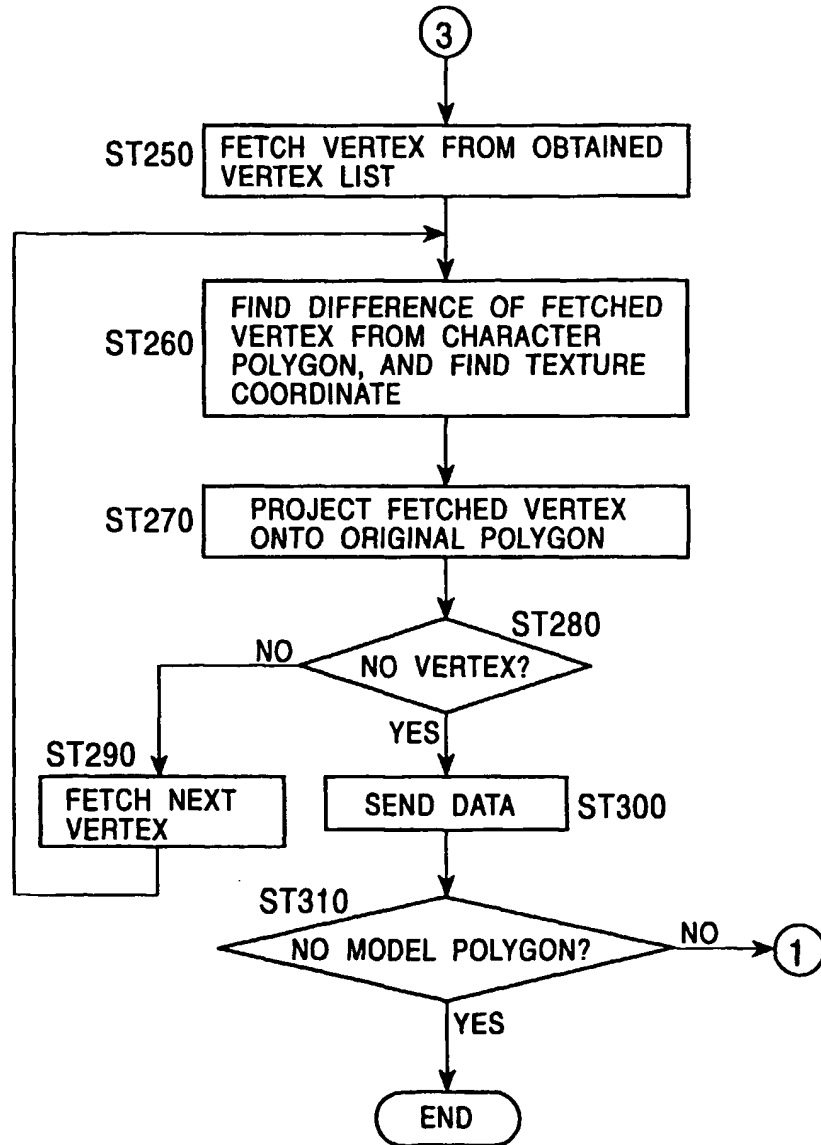 3
ST250
FETCH VERTEX FROM OBTAINED
VERTEX LIST
ST260
FIND DIFFERENCE OF FETCHED
VERTEX FROM CHARACTER
POLYGON, AND FIND TEXTURE
COORDINATE
ST270
PROJECT FETCHED VERTEX
ONTO ORIGINAL POLYGON
ST280
NO VERTEX?
NO
YES
ST290
FETCH NEXT
VERTEX
SEND DATA
ST300
ST310
NO MODEL POLYGON?
NO
1
YES
END